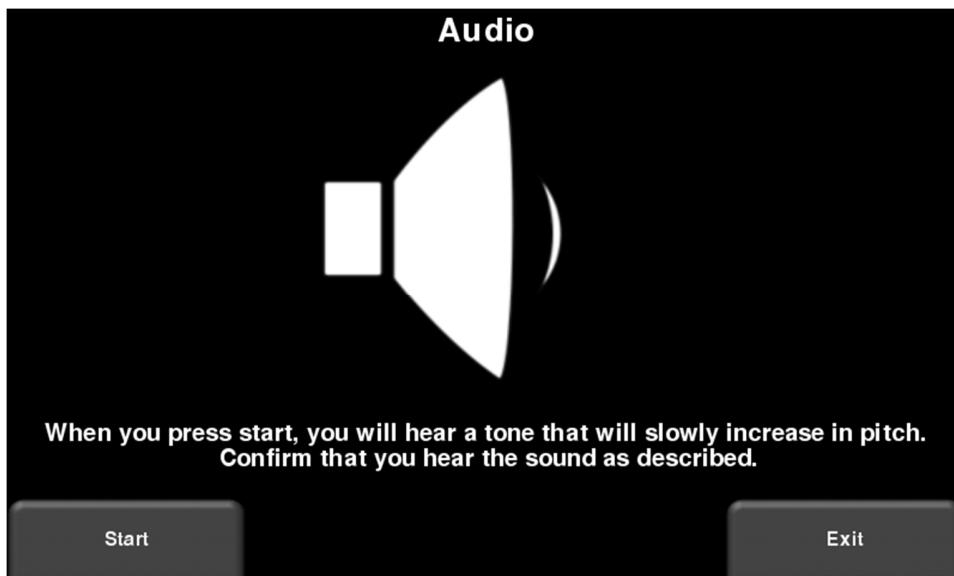 Audio
When you press start, you will hear a tone that will slowly increase in pitch.
Confirm that you hear the sound as described.
Start
Exit